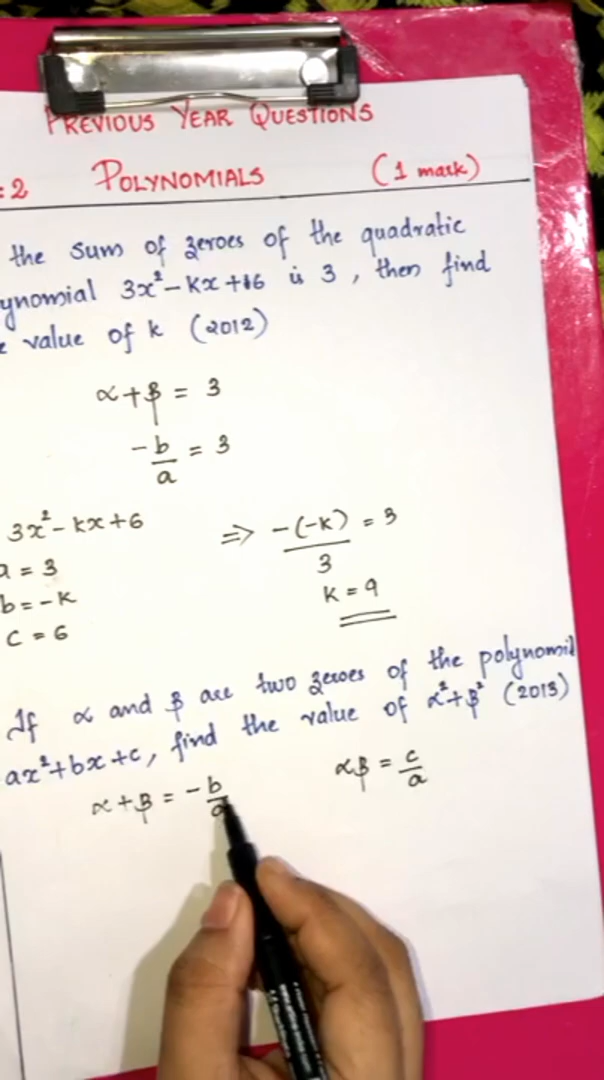 PREVIOUS YEAR QUESTIONS
= 2 POLYNOMIALS (1 mark)
the sum of zeroes of the quadratic
ynomial 3x² - kx + 16 is 3, then find
e value of k (2012)
α + β = 3
-b/a = 3
3x² - kx + 6
a = 3
b = -k
c = 6
⇒ -(-k)/3 = 3
k = 9
If α and β are two zeroes of the polynomil
ax² + bx + c, find the value of α² + β² (2013)
α + β = -b/a
αβ = c/a